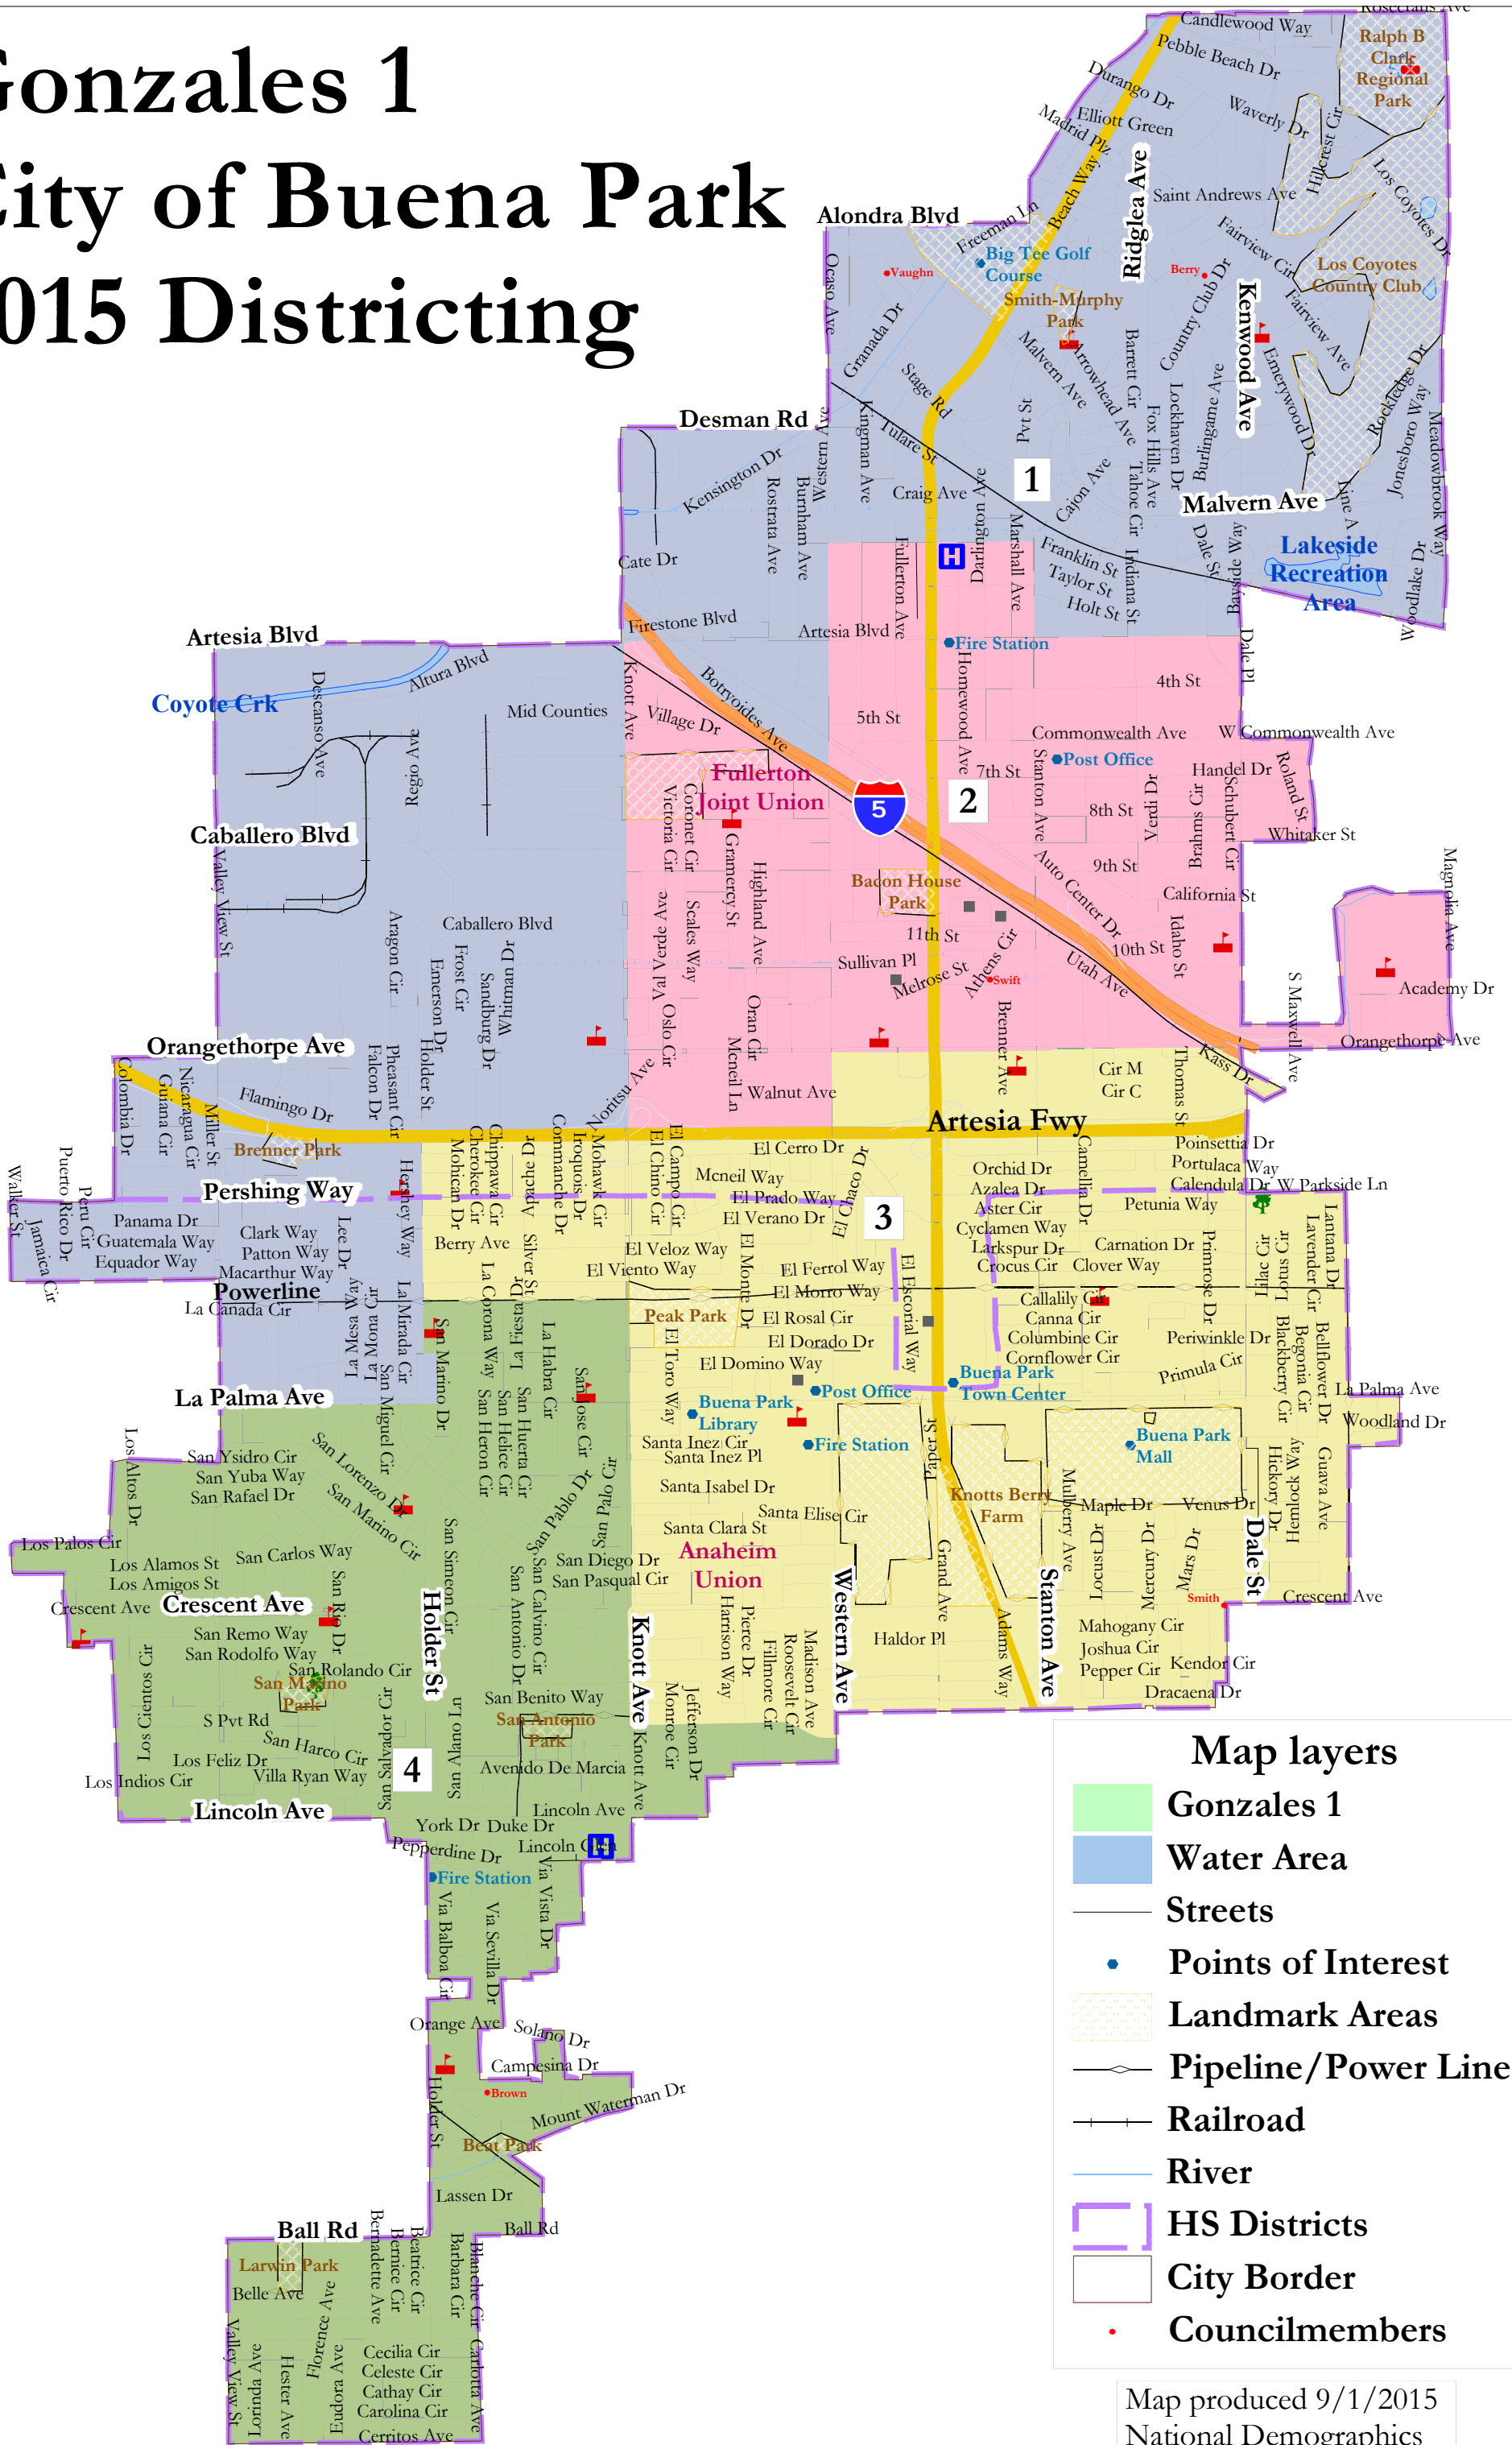 Gonzales 1
City of Buena Park
2015 Districting
Rosecrans Ave
Candlewood Way
Ralph B
Clark
Regional
Park
Pebble Beach Dr
Durango Dr
Waverly Dr
Elliott Green
Madrid Plz
Hillcrest Cir
Beach Way
Ridglea Ave
Los Coyotes Dr
Saint Andrews Ave
Alondra Blvd
Freeman Ln
Fairview Cir
Big Tee Golf
Course
Vaughn
Berry
Los Coyotes
Country Club
Ocaso Ave
Smith-Murphy
Park
Country Club Dr
Kenwood Ave
Fairview Ave
Granada Dr
Malvern Ave
Arrowhead Ave
Barrett Cir
Emerywood Dr
Rockledge Dr
Stage Rd
Lockhaven Dr
Burlingame Ave
Jonesboro Way
Meadowbrook Way
Desman Rd
Western Ave
Kingman Ave
Tulare St
Pvt St
Fox Hills Ave
Kensington Dr
Rostrata Ave
Burnham Ave
Craig Ave
1
Cajon Ave
Tahoe Cir
Malvern Ave
Darlington Ave
Marshall Ave
Dale St
Bayside Way
Lakeside
Recreation
Area
Woodlake Dr
Cate Dr
Fullerton Ave
H
Franklin St
Taylor St
Holt St
Indiana St
Firestone Blvd
Artesia Blvd
Artesia Blvd
Fire Station
Dale Pl
Coyote Crk
Altura Blvd
Descanso Ave
Mid Counties
Knott Ave
Village Dr
Botryoides Ave
5th St
Homewood Ave
4th St
Commonwealth Ave
W Commonwealth Ave
Regio Ave
Fullerton
Joint Union
Post Office
7th St
Stanton Ave
Handel Dr
Roland St
Victoria Cir
Coronet Cir
5
2
8th St
Verdi Dr
Brahms Cir
Schubert Cir
Whitaker St
Caballero Blvd
Valley View St
Gramercy St
Highland Ave
Bacon House
Park
9th St
Auto Center Dr
California St
Magnolia Ave
Caballero Blvd
Aragon Cir
Val Verde Ave
Scales Way
11th St
10th St
Idaho St
Emerson Dr
Frost Cir
Sandburg Dr
Whitman Dr
Sullivan Pl
Melrose St
Athens Cir
Swift
Utah Ave
S Maxwell Ave
Academy Dr
Orangethorpe Ave
Oslo Cir
Oran Cir
Brenner Ave
Kass Dr
Orangethorpe Ave
Colombia Dr
Guiana Cir
Nicaragua Cir
Miller St
Flamingo Dr
Falcon Dr
Pheasant Cir
Holder St
Noritsu Ave
Mcneil Ln
Walnut Ave
Cir M
Cir C
Thomas St
Artesia Fwy
Brenner Park
Mohican Dr
Cherokee Cir
Chippawa Cir
Apache Dr
Commanche Dr
Iroquois Dr
Mohawk Cir
El Chino Cir
El Campo Cir
El Cerro Dr
Mcneil Way
El Prado Way
El Verano Dr
El Chaco Dr
Orchid Dr
Azalea Dr
Aster Cir
Cyclamen Way
Larkspur Dr
Crocus Cir
Camellia Dr
Poinsettia Dr
Portulaca Way
Calendula Dr
W Parkside Ln
Petunia Way
Walker St
Puerto Rico Dr
Peru Cir
Jamaica Cir
Pershing Way
Panama Dr
Guatemala Way
Equador Way
Clark Way
Patton Way
Macarthur Way
Lee Dr
Hershey Way
Berry Ave
Silver St
3
El Veloz Way
El Viento Way
El Monte Dr
El Ferrol Way
El Morro Way
El Escorial Way
Carnation Dr
Clover Way
Primrose Dr
Lilac Cir
Lotus Cir
Lavender Cir
Lantana Dr
Powerline
La Canada Cir
La Mesa Way
La Mona Cir
La Mirada Cir
San Marino Dr
La Corona Way
La Fiesta Dr
La Habra Cir
Peak Park
El Toro Way
El Rosal Cir
El Dorado Dr
El Domino Way
Callalily Cir
Canna Cir
Columbine Cir
Cornflower Cir
Periwinkle Dr
Primula Cir
Blackberry Cir
Begonia Cir
Bellflower Dr
La Palma Ave
San Miguel Cir
San Heron Cir
San Helice Cir
San Huerta Cir
San Jose Cir
Buena Park
Library
Post Office
Fire Station
Buena Park
Town Center
La Palma Ave
Woodland Dr
Los Altos Dr
San Ysidro Cir
San Yuba Way
San Rafael Dr
San Lorenzo Dr
San Marino Cir
Santa Inez Cir
Santa Inez Pl
Santa Isabel Dr
Santa Elise Cir
Santa Clara St
Paper St
Buena Park
Mall
Knotts Berry
Farm
Mulberry Ave
Maple Dr
Venus Dr
Hickory Dr
Hemlock Way
Guava Ave
Los Palos Cir
Los Alamos St
Los Amigos St
San Carlos Way
San Simeon Cir
San Pablo Dr
San Palo Cir
San Diego Dr
San Pasqual Cir
Anaheim
Union
Locust Dr
Mercury Dr
Mars Dr
Dale St
Crescent Ave
Crescent Ave
San Rio Dr
Holder St
San Antonio Dr
San Calvino Cir
Knott Ave
Harrison Way
Pierce Dr
Fillmore Cir
Roosevelt Cir
Madison Ave
Western Ave
Grand Ave
Haldor Pl
Adams Way
Stanton Ave
Smith
Crescent Ave
Mahogany Cir
Joshua Cir
Pepper Cir
Kendor Cir
Dracaena Dr
San Remo Way
San Rodolfo Way
San Rolando Cir
San Marino
Park
Los Cientos Cir
S Pvt Rd
San Harco Cir
Los Feliz Dr
Villa Ryan Way
Los Indios Cir
San Salvador Cir
4
San Alano Ln
San Benito Way
San Antonio
Park
Avenido De Marcia
Knott Ave
Monroe Cir
Jefferson Dr
Lincoln Ave
Lincoln Ave
York Dr
Duke Dr
Pepperdine Dr
Lincoln Glen
H
Fire Station
Via Balboa Cir
Via Sevilla Dr
Via Vista Dr
Orange Ave
Solano Dr
Campesina Dr
Brown
Holder St
Mount Waterman Dr
Beat Park
Lassen Dr
Ball Rd
Ball Rd
Larwin Park
Belle Ave
Bernadette Ave
Bernice Cir
Beatrice Cir
Barbara Cir
Blanche Cir
Valley View St
Lorinda Ave
Hester Ave
Florence Ave
Eudora Ave
Cecilia Cir
Celeste Cir
Cathay Cir
Carolina Cir
Cerritos Ave
Carlotta Ave
Map layers
Gonzales 1
Water Area
Streets
Points of Interest
Landmark Areas
Pipeline/Power Line
Railroad
River
HS Districts
City Border
Councilmembers
Map produced 9/1/2015
National Demographics